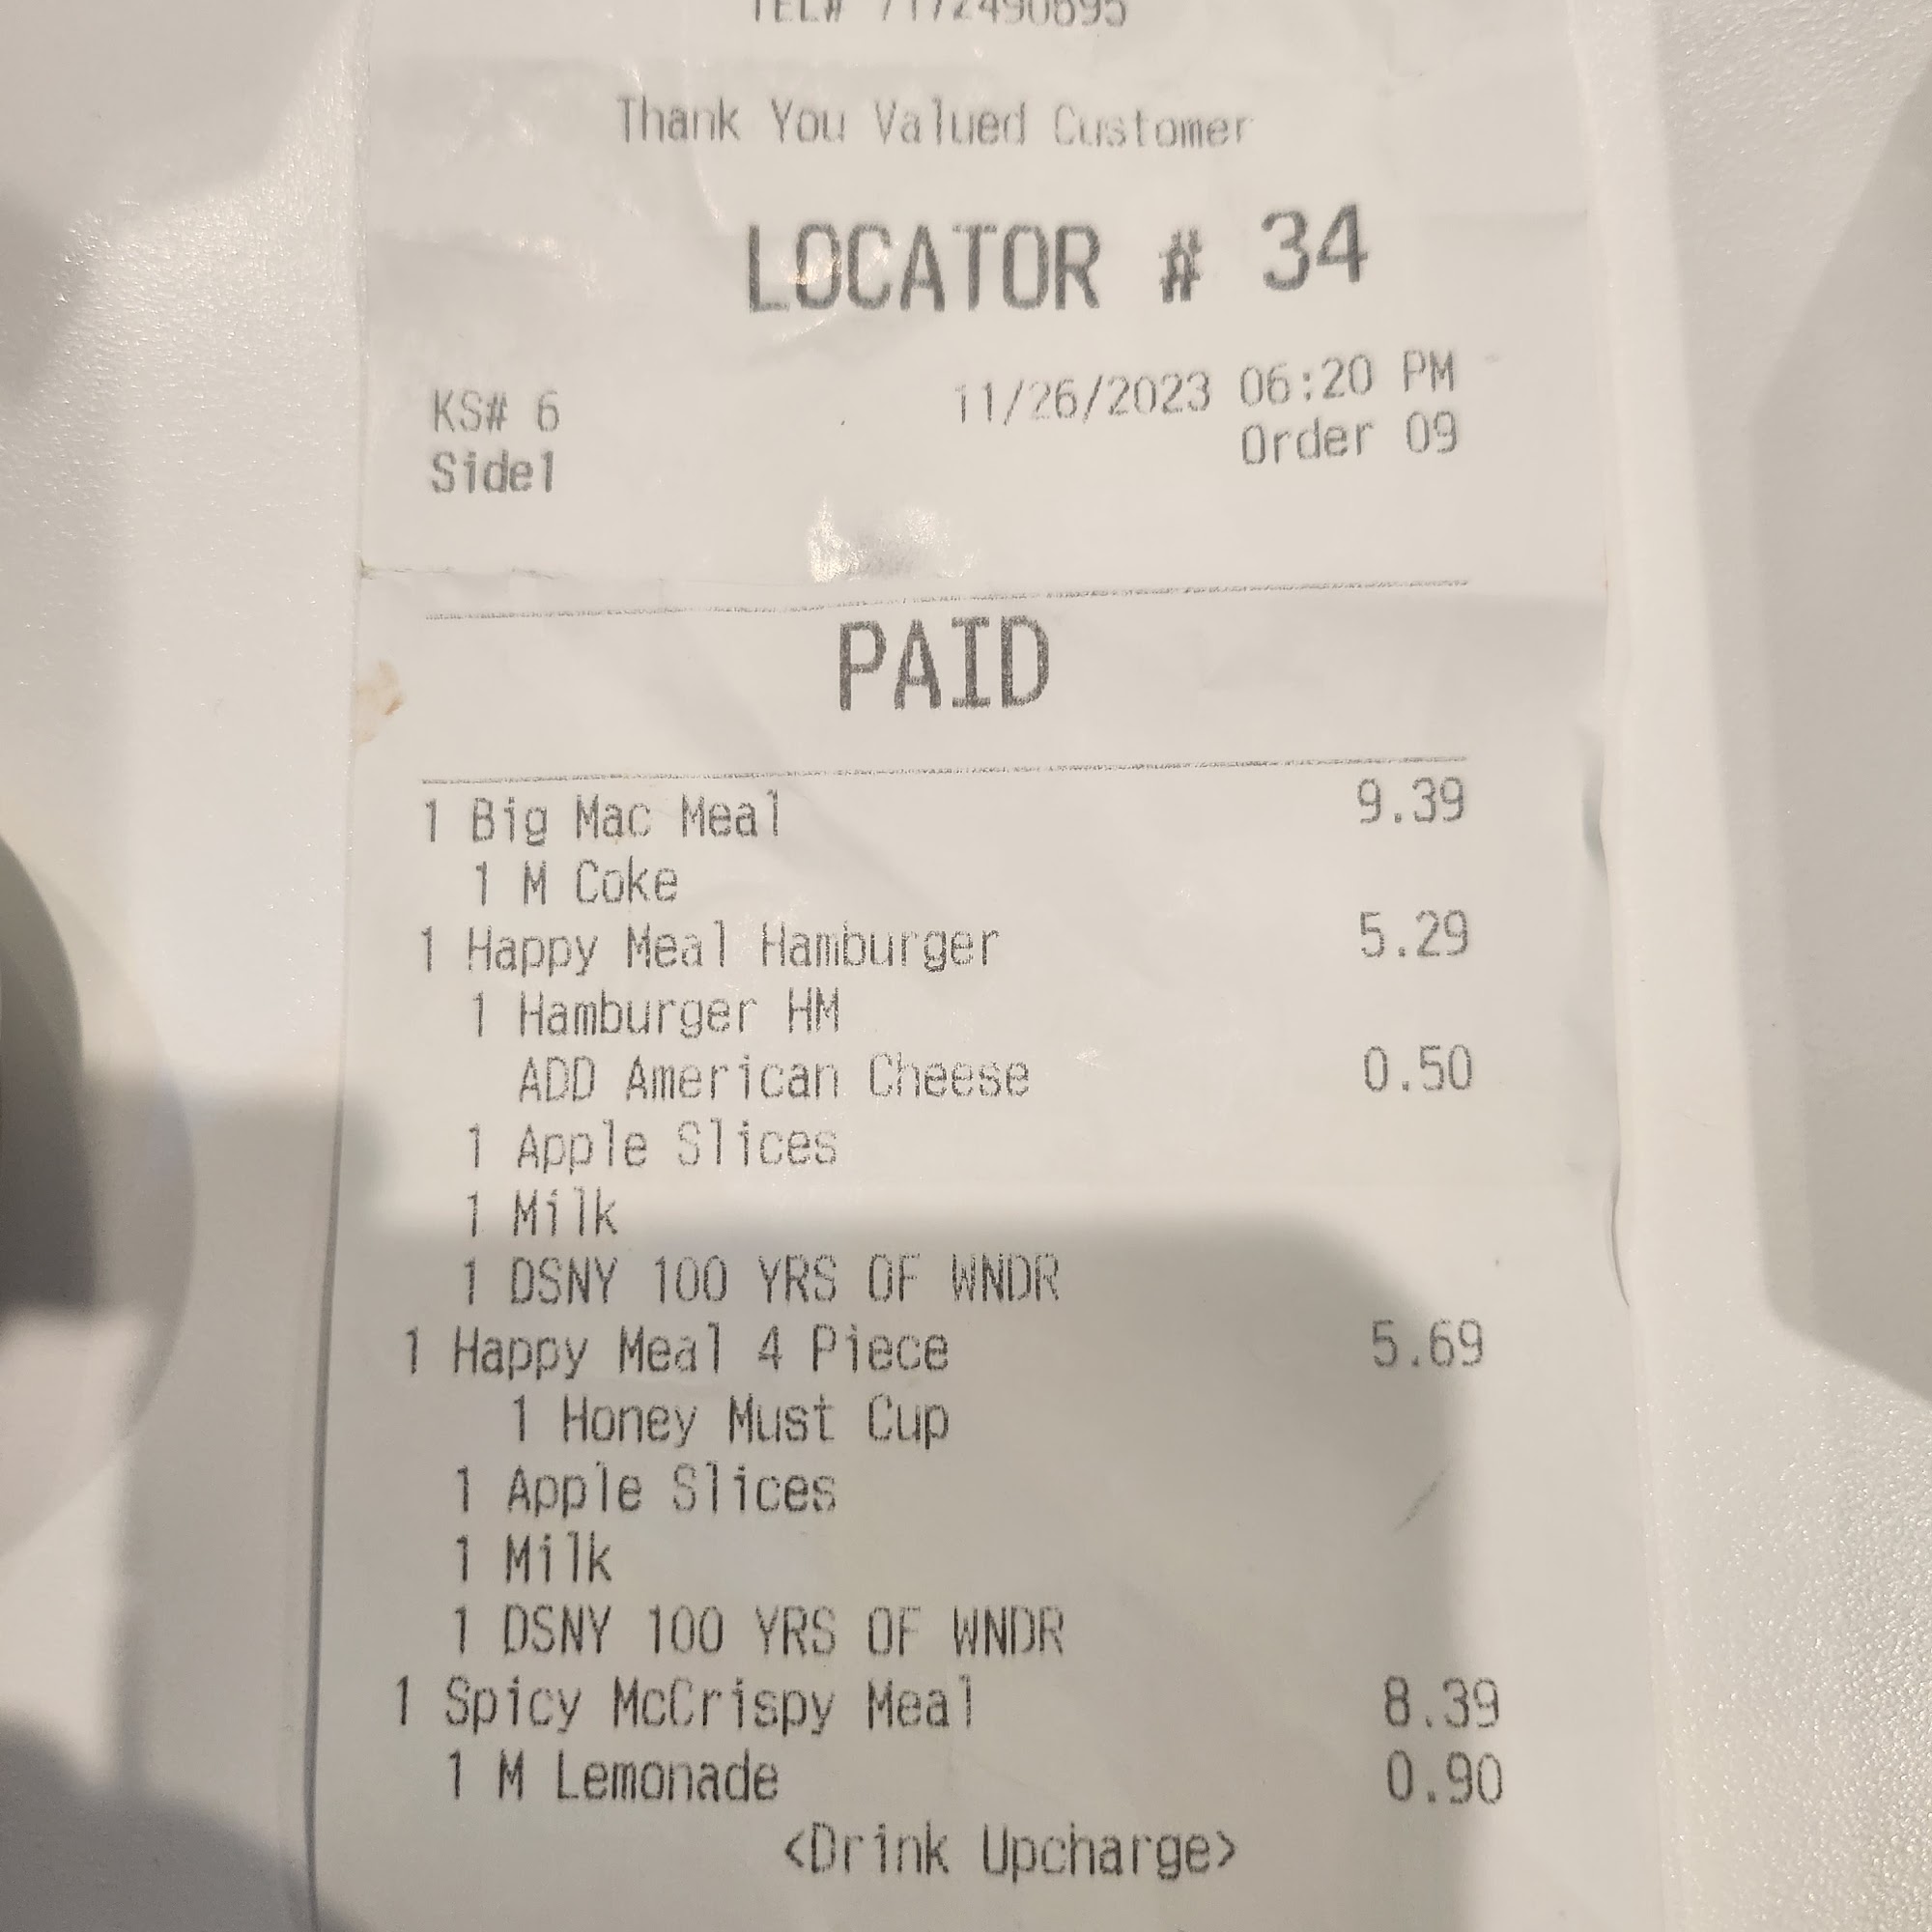 Thank You Valued Customer
LOCATOR # 34
KS# 6 11/26/2023 06:20 PM
Side1 Order 09
PAID
1 Big Mac Meal 9.39
1 M Coke
1 Happy Meal Hamburger 5.29
1 Hamburger HM
ADD American Cheese 0.50
1 Apple Slices
1 Milk
1 DSNY 100 YRS OF WNDR
1 Happy Meal 4 Piece 5.69
1 Honey Must Cup
1 Apple Slices
1 Milk
1 DSNY 100 YRS OF WNDR
1 Spicy McCrispy Meal 8.39
1 M Lemonade 0.90
<Drink Upcharge>